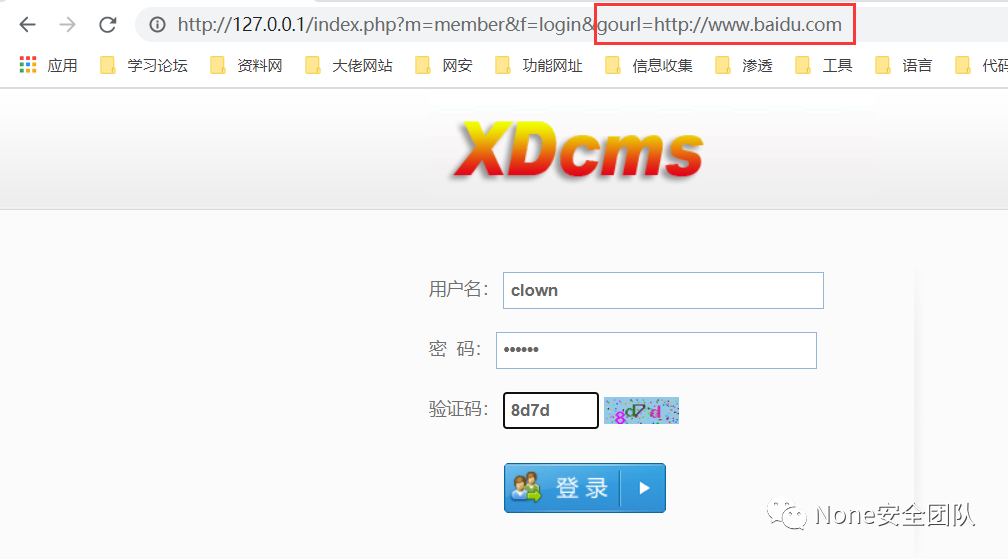 http://127.0.0.1/index.php?m=member&f=login&gourl=http://www.baidu.com
应用 学习论坛 资料网 大佬网站 网安 功能网址 信息收集 渗透 工具 语言 代码
XDcms
用户名： clown
密 码： ••••••
验证码： 8d7d 8d7d
登 录
None安全团队